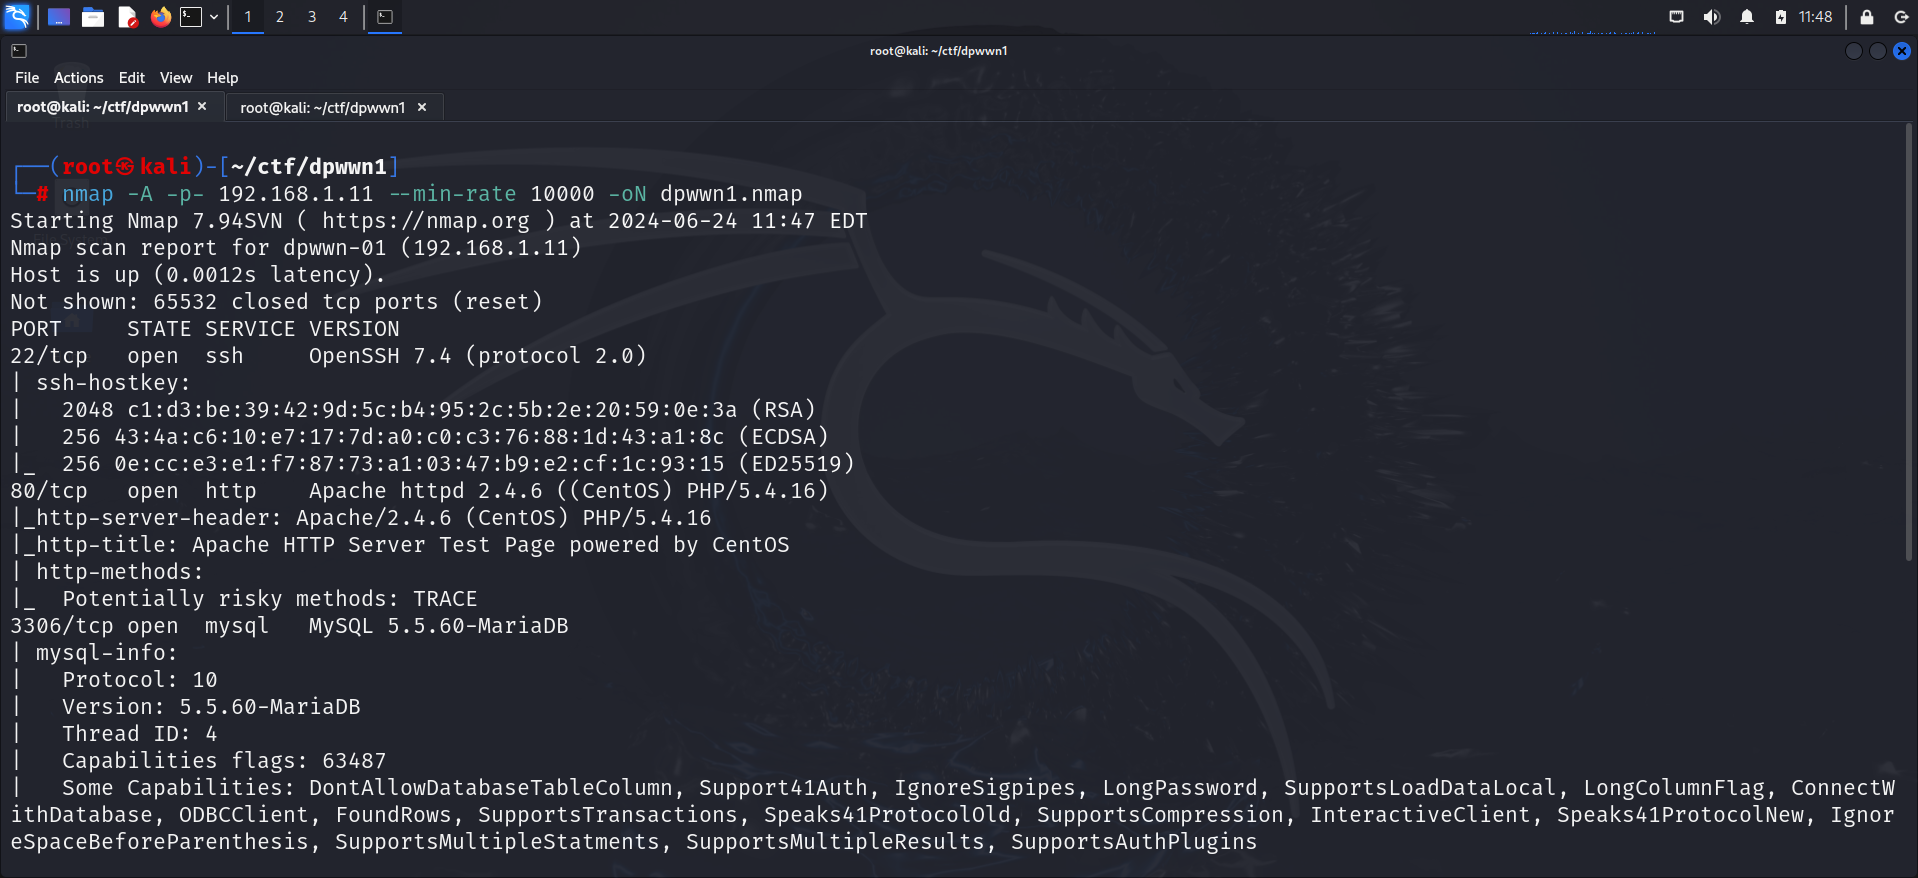 1 2 3 4 11:48
root@kali: ~/ctf/dpwwn1
File Actions Edit View Help
root@kali: ~/ctf/dpwwn1 × root@kali: ~/ctf/dpwwn1 ×
Trash
┌──(root㉿kali)-[~/ctf/dpwwn1]
└─# nmap -A -p- 192.168.1.11 --min-rate 10000 -oN dpwwn1.nmap
Starting Nmap 7.94SVN ( https://nmap.org ) at 2024-06-24 11:47 EDT
Nmap scan report for dpwwn-01 (192.168.1.11)
Host is up (0.0012s latency).
Not shown: 65532 closed tcp ports (reset)
PORT     STATE SERVICE VERSION
22/tcp   open  ssh     OpenSSH 7.4 (protocol 2.0)
| ssh-hostkey:
|   2048 c1:d3:be:39:42:9d:5c:b4:95:2c:5b:2e:20:59:0e:3a (RSA)
|   256 43:4a:c6:10:e7:17:7d:a0:c0:c3:76:88:1d:43:a1:8c (ECDSA)
|_  256 0e:cc:e3:e1:f7:87:73:a1:03:47:b9:e2:cf:1c:93:15 (ED25519)
80/tcp   open  http    Apache httpd 2.4.6 ((CentOS) PHP/5.4.16)
|_http-server-header: Apache/2.4.6 (CentOS) PHP/5.4.16
|_http-title: Apache HTTP Server Test Page powered by CentOS
| http-methods:
|_  Potentially risky methods: TRACE
3306/tcp open  mysql   MySQL 5.5.60-MariaDB
| mysql-info:
|   Protocol: 10
|   Version: 5.5.60-MariaDB
|   Thread ID: 4
|   Capabilities flags: 63487
|   Some Capabilities: DontAllowDatabaseTableColumn, Support41Auth, IgnoreSigpipes, LongPassword, SupportsLoadDataLocal, LongColumnFlag, ConnectW
ithDatabase, ODBCClient, FoundRows, SupportsTransactions, Speaks41ProtocolOld, SupportsCompression, InteractiveClient, Speaks41ProtocolNew, Ignor
eSpaceBeforeParenthesis, SupportsMultipleStatments, SupportsMultipleResults, SupportsAuthPlugins